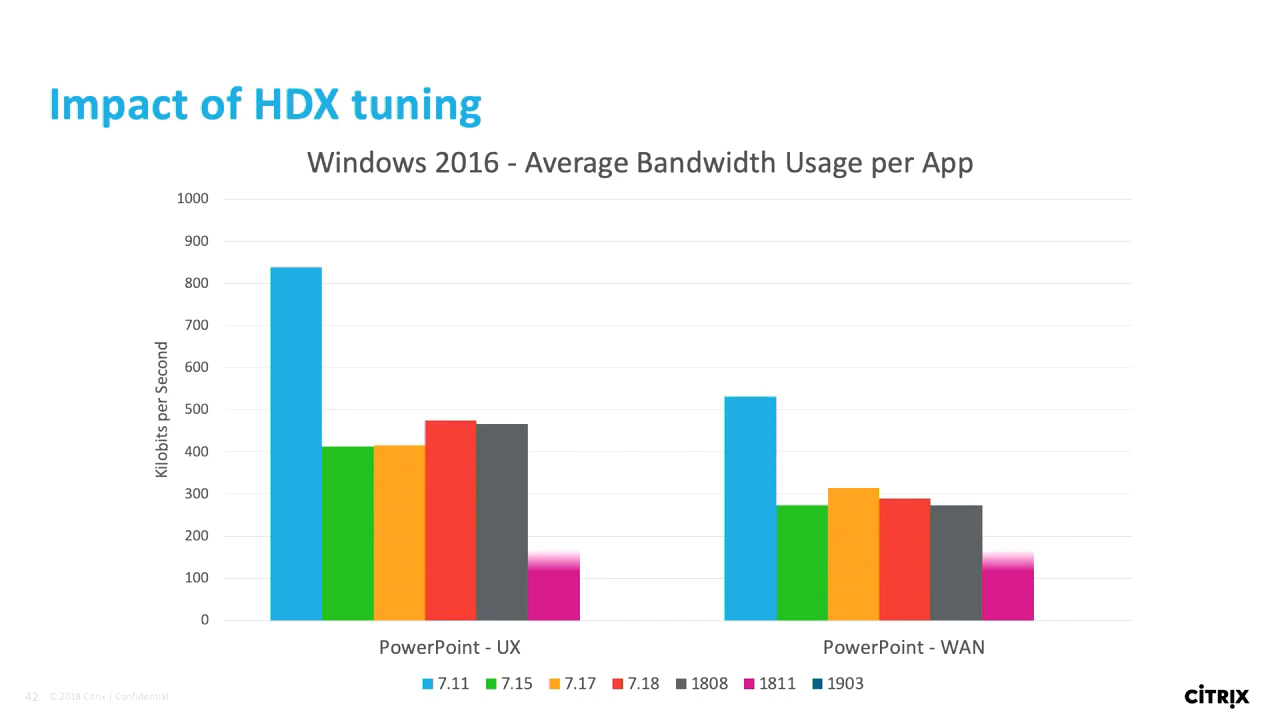 Impact of HDX tuning
Windows 2016 - Average Bandwidth Usage per App
1000
900
800
700
600
500
400
300
200
100
0
Kilobits per Second
PowerPoint - UX
PowerPoint - WAN
7.11
7.15
7.17
7.18
1808
1811
1903
42
© 2018 Citrix | Confidential
CİTRİX